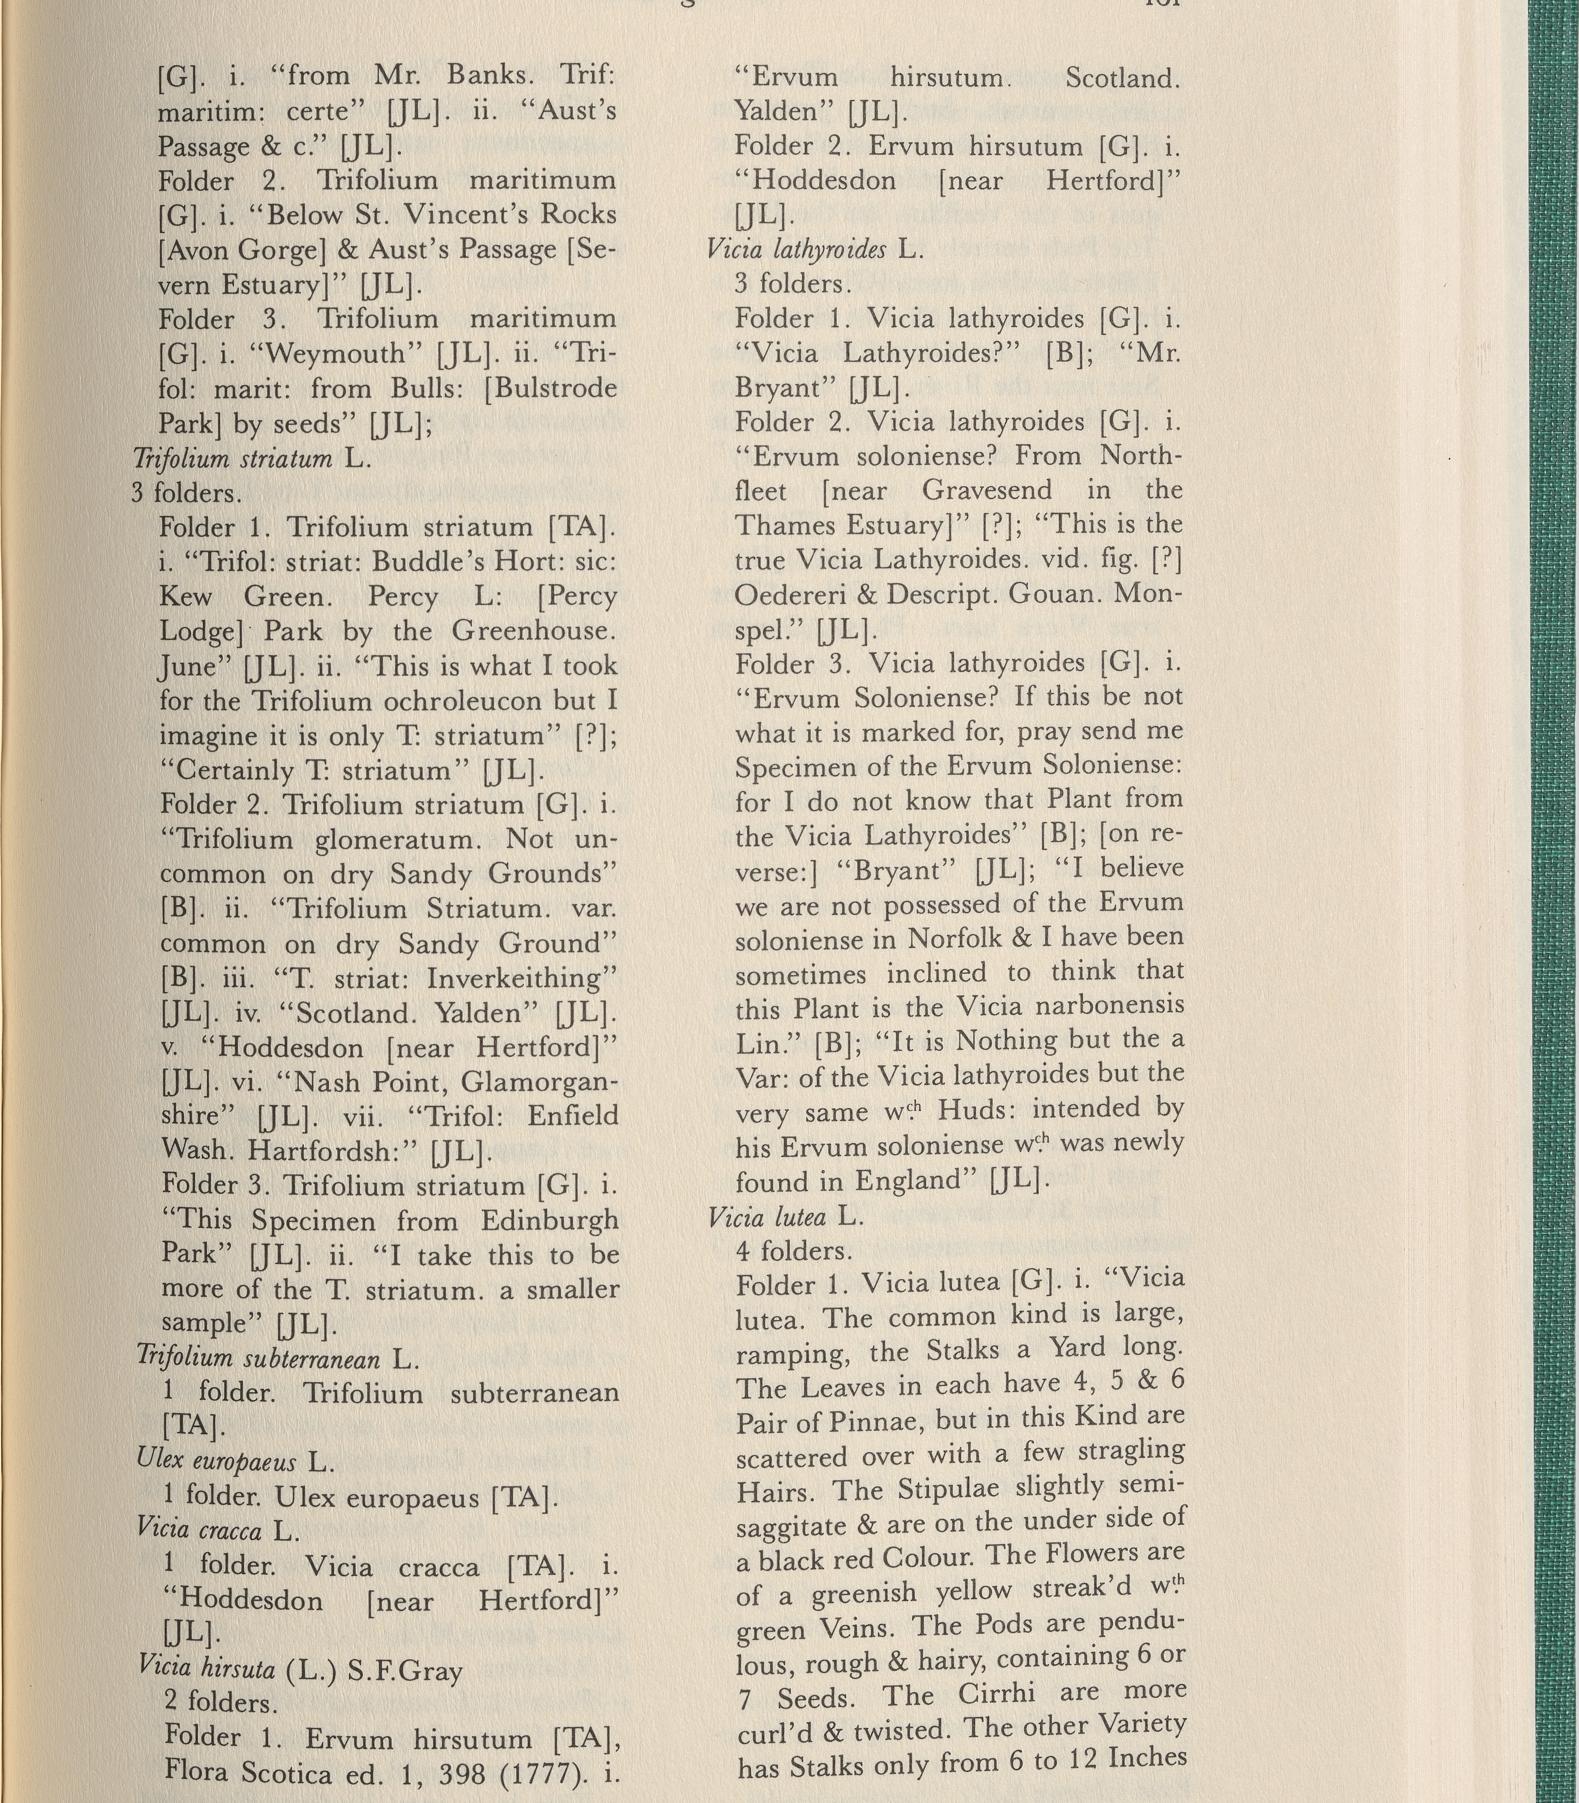 [G]. i. “from Mr. Banks. Trif:
maritim: certe” [JL]. ii. “Aust’s
Passage & c.” [JL].
Folder 2. Trifolium maritimum
[G]. i. “Below St. Vincent’s Rocks
[Avon Gorge] & Aust’s Passage [Se-
vern Estuary]” [JL].
Folder 3. Trifolium maritimum
[G]. i. “Weymouth” [JL]. ii. “Tri-
fol: marit: from Bulls: [Bulstrode
Park] by seeds” [JL];
Trifolium striatum L.
3 folders.
Folder 1. Trifolium striatum [TA].
i. “Trifol: striat: Buddle’s Hort: sic:
Kew Green. Percy L: [Percy
Lodge] Park by the Greenhouse.
June” [JL]. ii. “This is what I took
for the Trifolium ochroleucon but I
imagine it is only T: striatum” [?];
“Certainly T: striatum” [JL].
Folder 2. Trifolium striatum [G]. i.
“Trifolium glomeratum. Not un-
common on dry Sandy Grounds”
[B]. ii. “Trifolium Striatum. var.
common on dry Sandy Ground”
[B]. iii. “T. striat: Inverkeithing”
[JL]. iv. “Scotland. Yalden” [JL].
v. “Hoddesdon [near Hertford]”
[JL]. vi. “Nash Point, Glamorgan-
shire” [JL]. vii. “Trifol: Enfield
Wash. Hartfordsh:” [JL].
Folder 3. Trifolium striatum [G]. i.
“This Specimen from Edinburgh
Park” [JL]. ii. “I take this to be
more of the T. striatum. a smaller
sample” [JL].
Trifolium subterranean L.
1 folder. Trifolium subterranean
[TA].
Ulex europaeus L.
1 folder. Ulex europaeus [TA].
Vicia cracca L.
1 folder. Vicia cracca [TA]. i.
“Hoddesdon [near Hertford]”
[JL].
Vicia hirsuta (L.) S.F.Gray
2 folders.
Folder 1. Ervum hirsutum [TA],
Flora Scotica ed. 1, 398 (1777). i.
“Ervum hirsutum. Scotland.
Yalden” [JL].
Folder 2. Ervum hirsutum [G]. i.
“Hoddesdon [near Hertford]”
[JL].
Vicia lathyroides L.
3 folders.
Folder 1. Vicia lathyroides [G]. i.
“Vicia Lathyroides?” [B]; “Mr.
Bryant” [JL].
Folder 2. Vicia lathyroides [G]. i.
“Ervum soloniense? From North-
fleet [near Gravesend in the
Thames Estuary]” [?]; “This is the
true Vicia Lathyroides. vid. fig. [?]
Oedereri & Descript. Gouan. Mon-
spel.” [JL].
Folder 3. Vicia lathyroides [G]. i.
“Ervum Soloniense? If this be not
what it is marked for, pray send me
Specimen of the Ervum Soloniense:
for I do not know that Plant from
the Vicia Lathyroides” [B]; [on re-
verse:] “Bryant” [JL]; “I believe
we are not possessed of the Ervum
soloniense in Norfolk & I have been
sometimes inclined to think that
this Plant is the Vicia narbonensis
Lin.” [B]; “It is Nothing but the a
Var: of the Vicia lathyroides but the
very same w.ch Huds: intended by
his Ervum soloniense w.ch was newly
found in England” [JL].
Vicia lutea L.
4 folders.
Folder 1. Vicia lutea [G]. i. “Vicia
lutea. The common kind is large,
ramping, the Stalks a Yard long.
The Leaves in each have 4, 5 & 6
Pair of Pinnae, but in this Kind are
scattered over with a few stragling
Hairs. The Stipulae slightly semi-
saggitate & are on the under side of
a black red Colour. The Flowers are
of a greenish yellow streak’d w.th
green Veins. The Pods are pendu-
lous, rough & hairy, containing 6 or
7 Seeds. The Cirrhi are more
curl’d & twisted. The other Variety
has Stalks only from 6 to 12 Inches